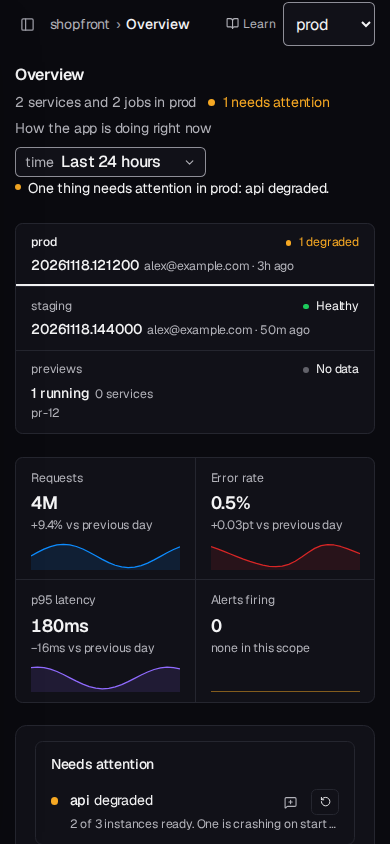 shopfront › Overview
Learn
prod
Overview
2 services and 2 jobs in prod
1 needs attention
How the app is doing right now
time Last 24 hours
One thing needs attention in prod: api degraded.
prod
1 degraded
20261118.121200 alex@example.com · 3h ago
staging
Healthy
20261118.144000 alex@example.com · 50m ago
previews
No data
1 running 0 services
pr-12
Requests
4M
+9.4% vs previous day
Error rate
0.5%
+0.03pt vs previous day
p95 latency
180ms
−16ms vs previous day
Alerts firing
0
none in this scope
Needs attention
api degraded
2 of 3 instances ready. One is crashing on start…